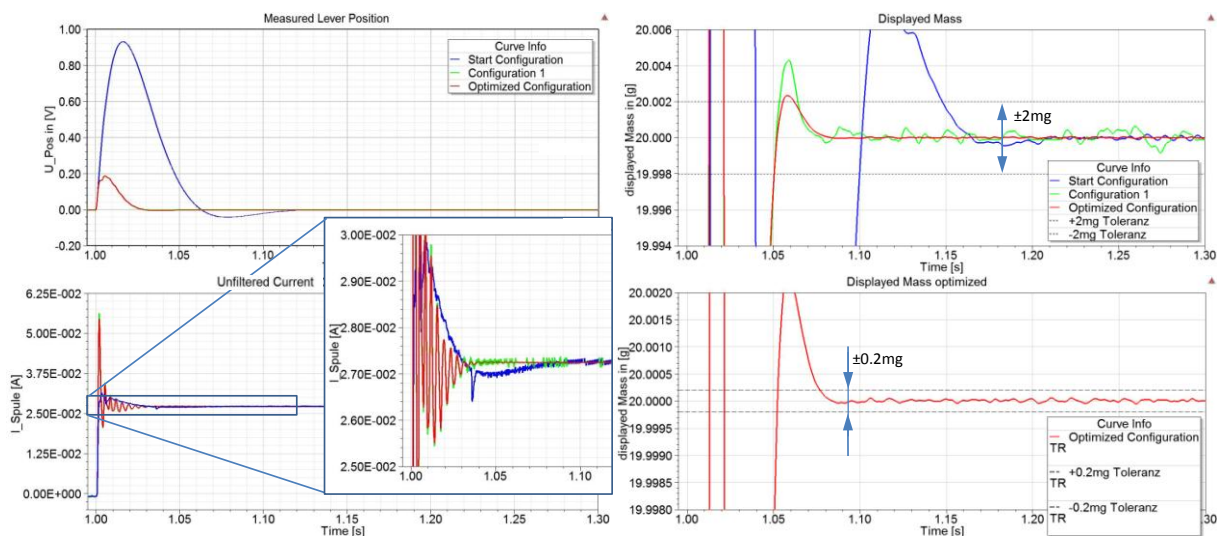 Measured Lever Position
1.00
0.80
0.60
0.40
0.20
0.00
-0.20
U_Pos in [V]
1.00
1.05
1.10
1.15
1.20
1.25
1.30
Curve Info
Start Configuration
Configuration 1
Optimized Configuration
Displayed Mass
20.006
20.004
20.002
20.000
19.998
19.996
19.994
displayed Mass in [g]
1.00
1.05
1.10
1.15
1.20
1.25
1.30
Time [s]
±2mg
Curve Info
Start Configuration
Configuration 1
Optimized Configuration
+2mg Toleranz
-2mg Toleranz
Unfiltered Current
6.25E-002
5.00E-002
3.75E-002
2.50E-002
1.25E-002
0.00E+000
I_Spule [A]
1.00
1.05
1.10
1.15
1.20
1.25
1.30
Time [s]
3.00E-002
2.90E-002
2.80E-002
2.70E-002
2.60E-002
2.50E-002
I_Spule [A]
1.00
1.05
1.10
Displayed Mass optimized
20.0020
20.0015
20.0010
20.0005
20.0000
19.9995
19.9990
19.9985
19.9980
displayed Mass in [g]
1.00
1.05
1.10
1.15
1.20
1.25
1.30
Time [s]
±0.2mg
Curve Info
Optimized Configuration
TR
+0.2mg Toleranz
TR
-0.2mg Toleranz
TR